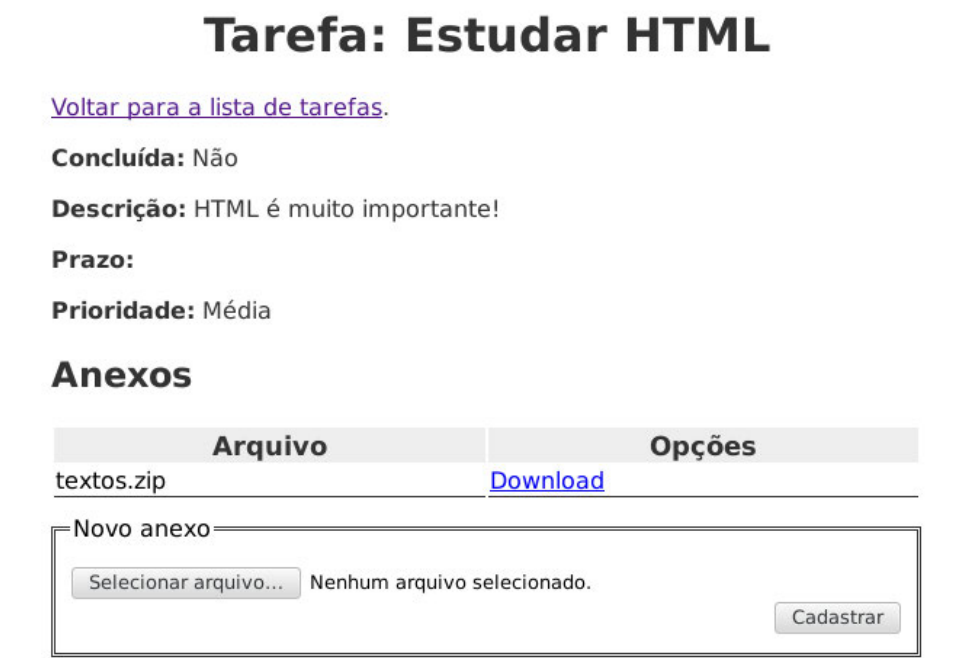 Tarefa: Estudar HTML
Voltar para a lista de tarefas.
Concluída: Não
Descrição: HTML é muito importante!
Prazo:
Prioridade: Média
Anexos
Arquivo Opções
textos.zip Download
Novo anexo
Selecionar arquivo... Nenhum arquivo selecionado.
Cadastrar